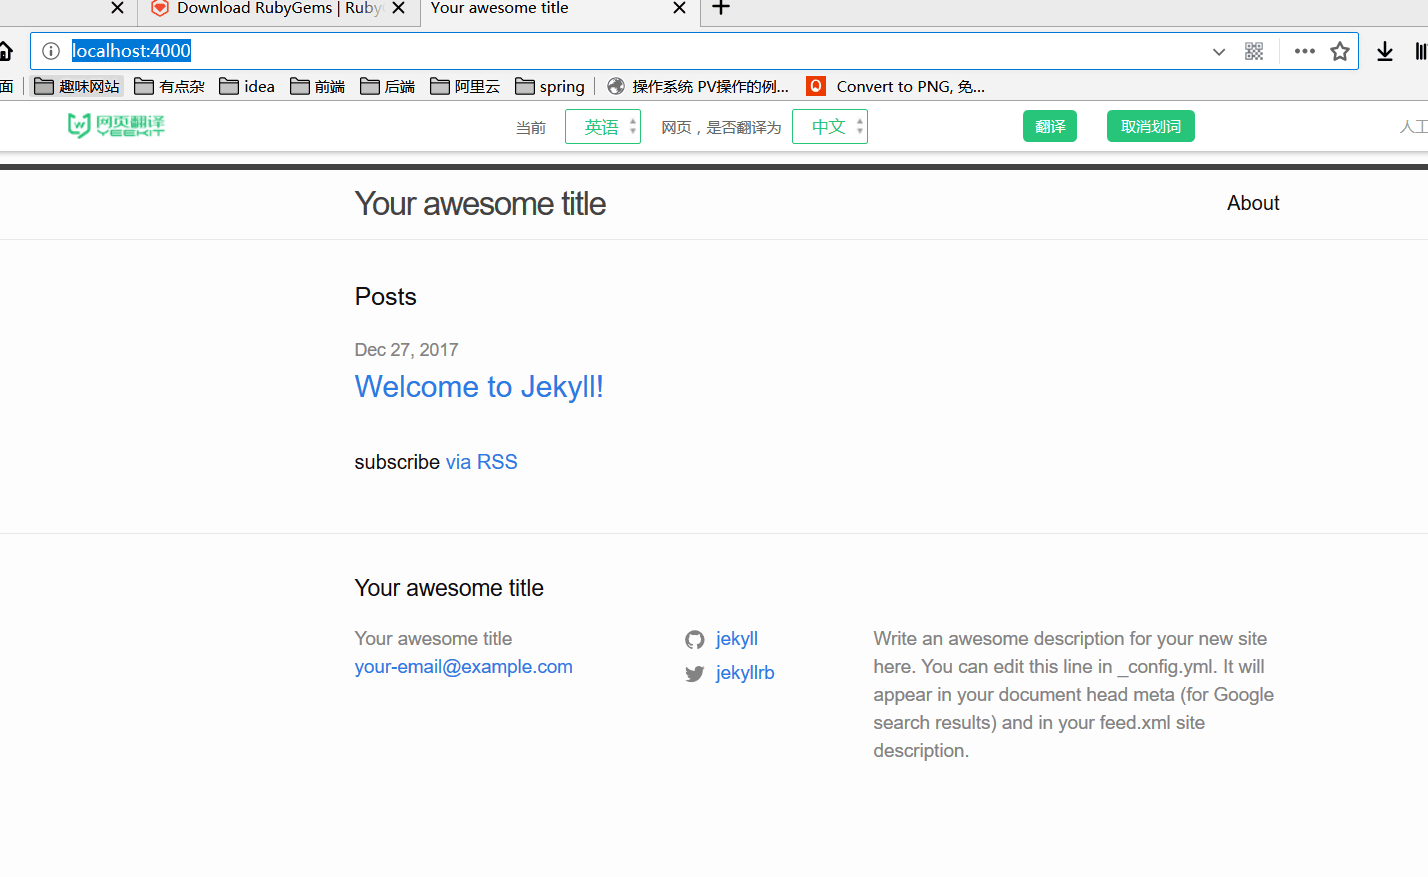 Download RubyGems | Ruby
Your awesome title
localhost:4000
面
趣味网站
有点杂
idea
前端
后端
阿里云
spring
操作系统 PV操作的例...
Convert to PNG, 免...
网页翻译
YEEKIT
当前
英语
网页，是否翻译为
中文
翻译
取消划词
人工
Your awesome title
About
Posts
Dec 27, 2017
Welcome to Jekyll!
subscribe via RSS
Your awesome title
Your awesome title
your-email@example.com
jekyll
jekyllrb
Write an awesome description for your new site
here. You can edit this line in _config.yml. It will
appear in your document head meta (for Google
search results) and in your feed.xml site
description.